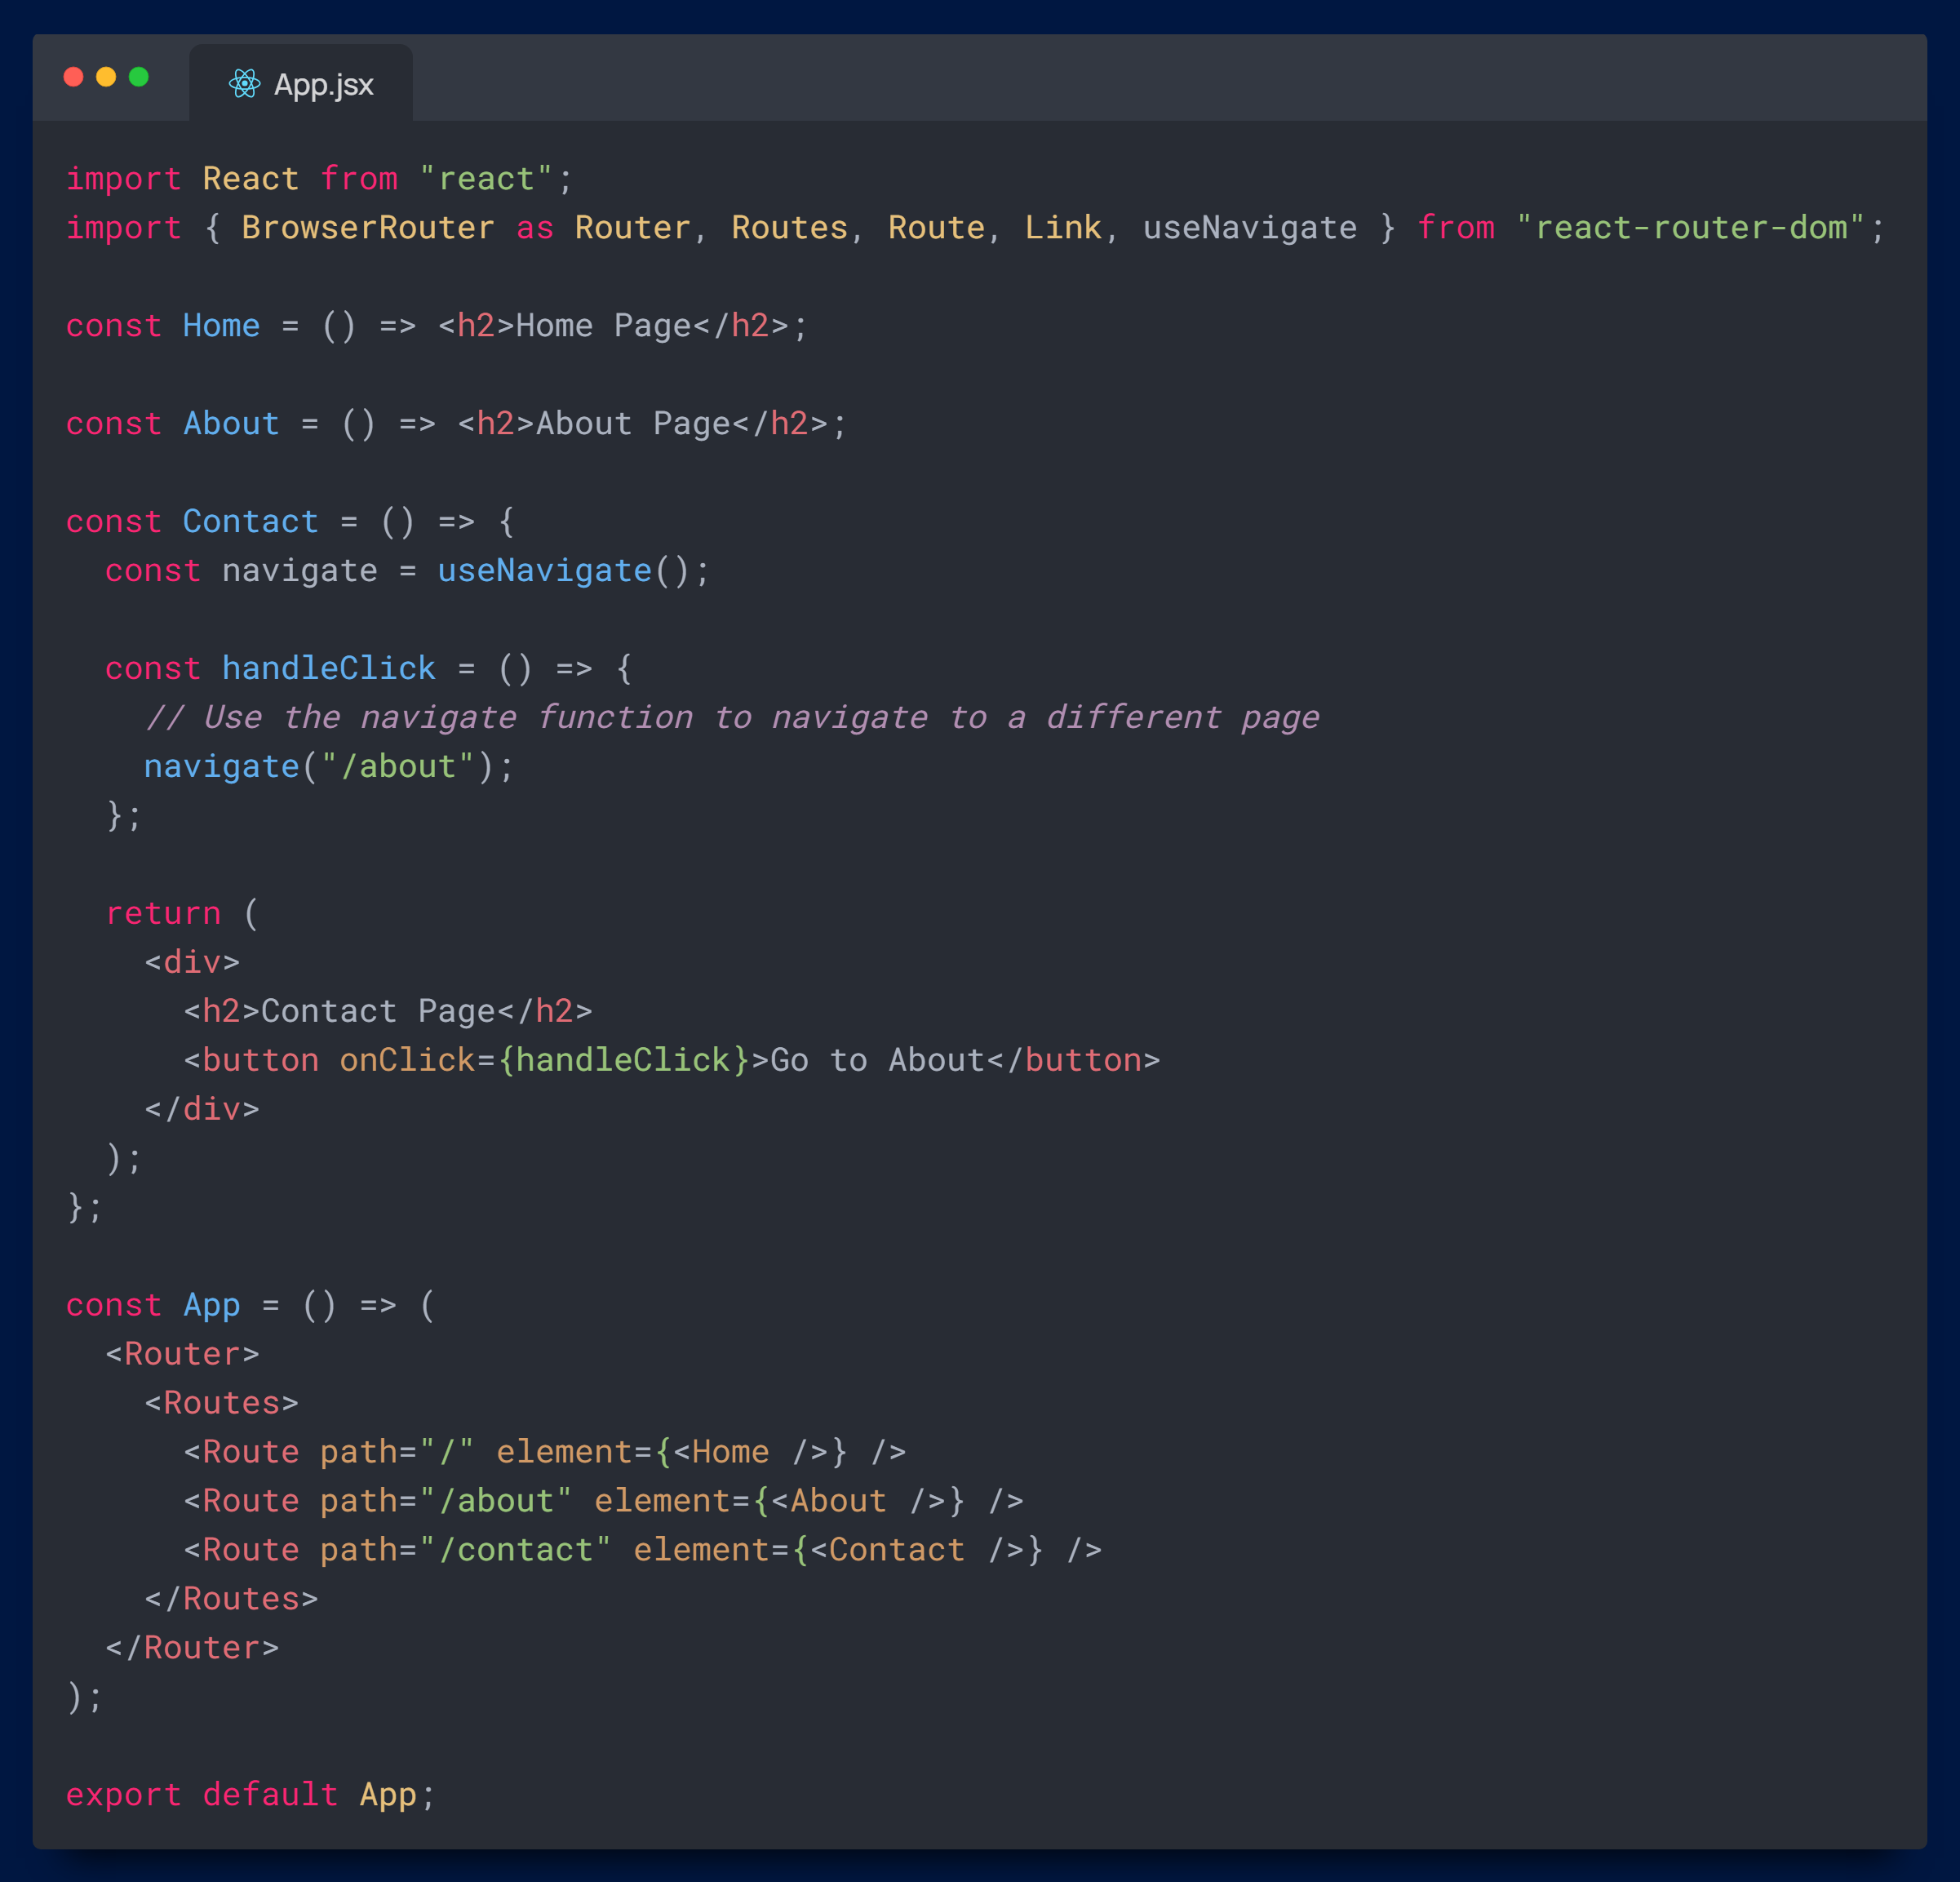 App.jsx
import React from "react";
import { BrowserRouter as Router, Routes, Route, Link, useNavigate } from "react-router-dom";
const Home = () => <h2>Home Page</h2>;
const About = () => <h2>About Page</h2>;
const Contact = () => {
  const navigate = useNavigate();
  const handleClick = () => {
    // Use the navigate function to navigate to a different page
    navigate("/about");
  };
  return (
    <div>
      <h2>Contact Page</h2>
      <button onClick={handleClick}>Go to About</button>
    </div>
  );
};
const App = () => (
  <Router>
    <Routes>
      <Route path="/" element={<Home />} />
      <Route path="/about" element={<About />} />
      <Route path="/contact" element={<Contact />} />
    </Routes>
  </Router>
);
export default App;